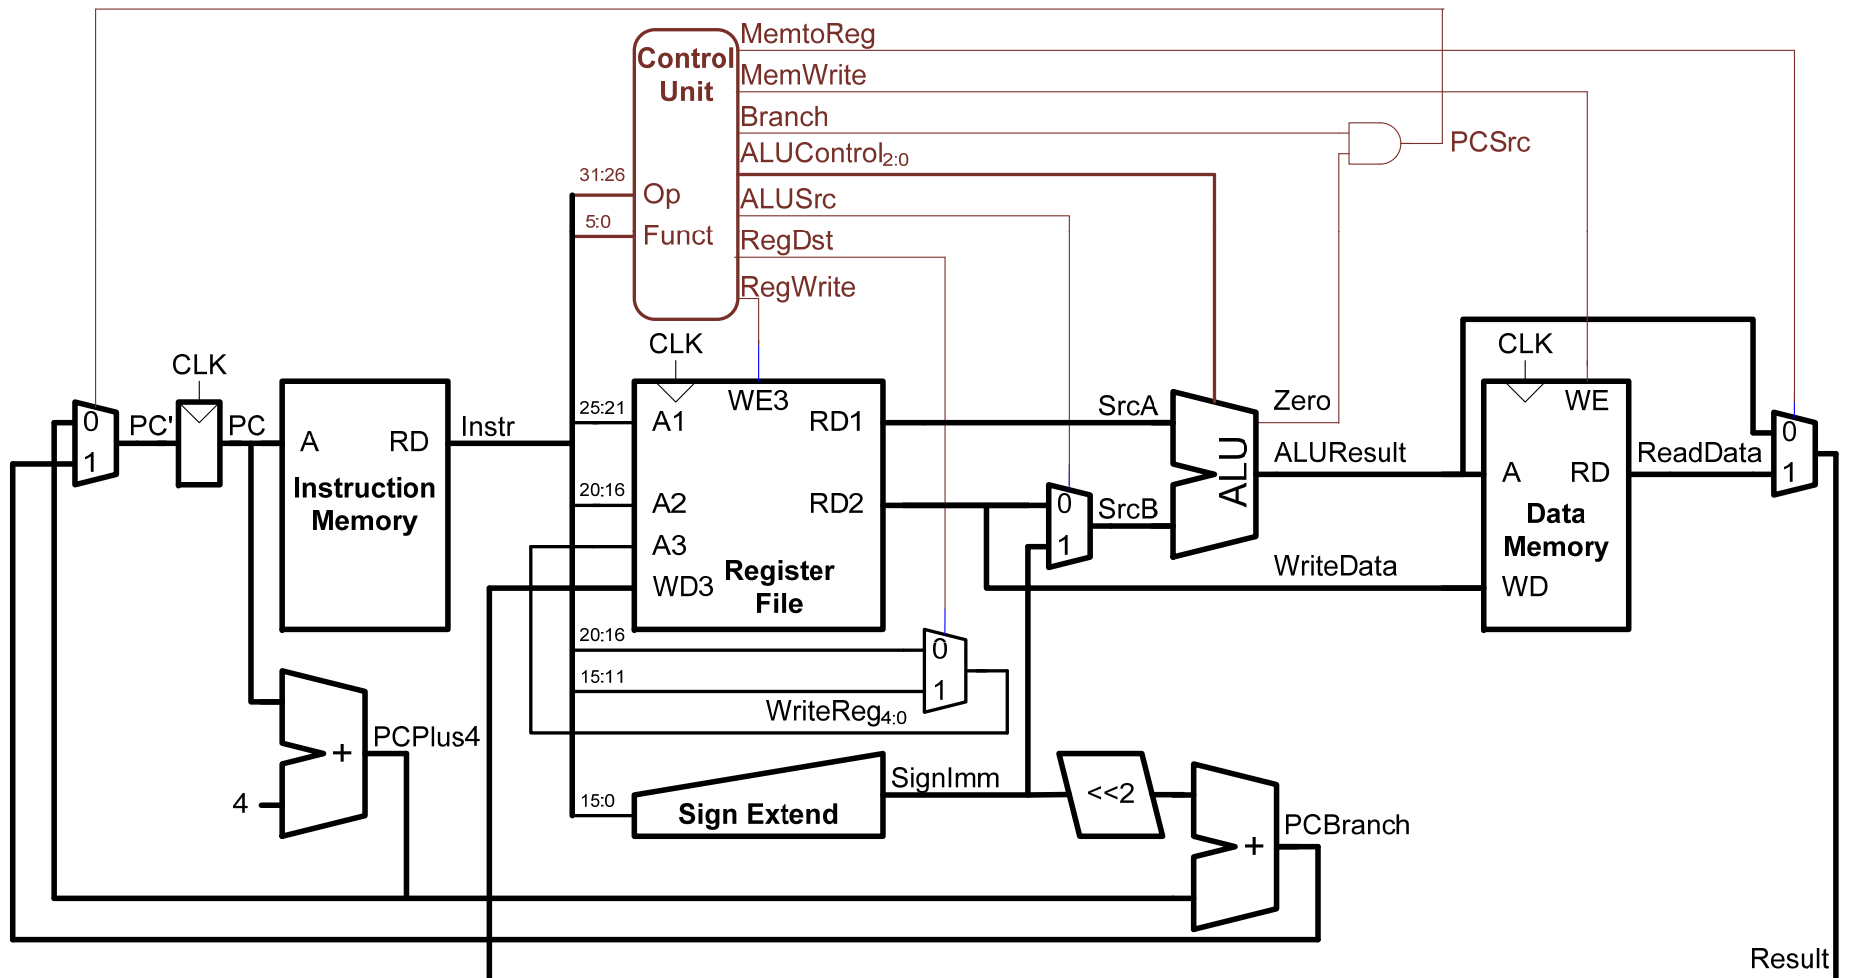 MemtoReg
Control
Unit
MemWrite
Branch
PCSrc
ALUControl2:0
31:26
Op
ALUSrc
5:0
Funct
RegDst
RegWrite
CLK
CLK
CLK
0
PC'
PC
1
A
RD
Instruction
Memory
Instr
25:21
A1
WE3
RD1
20:16
A2
RD2
A3
WD3
Register
File
SrcA
0
1
SrcB
ALU
Zero
ALUResult
WE
A
RD
Data
Memory
WriteData
WD
ReadData
0
1
20:16
0
15:11
1
WriteReg4:0
PCPlus4
+
4
15:0
Sign Extend
SignImm
<<2
+
PCBranch
Result